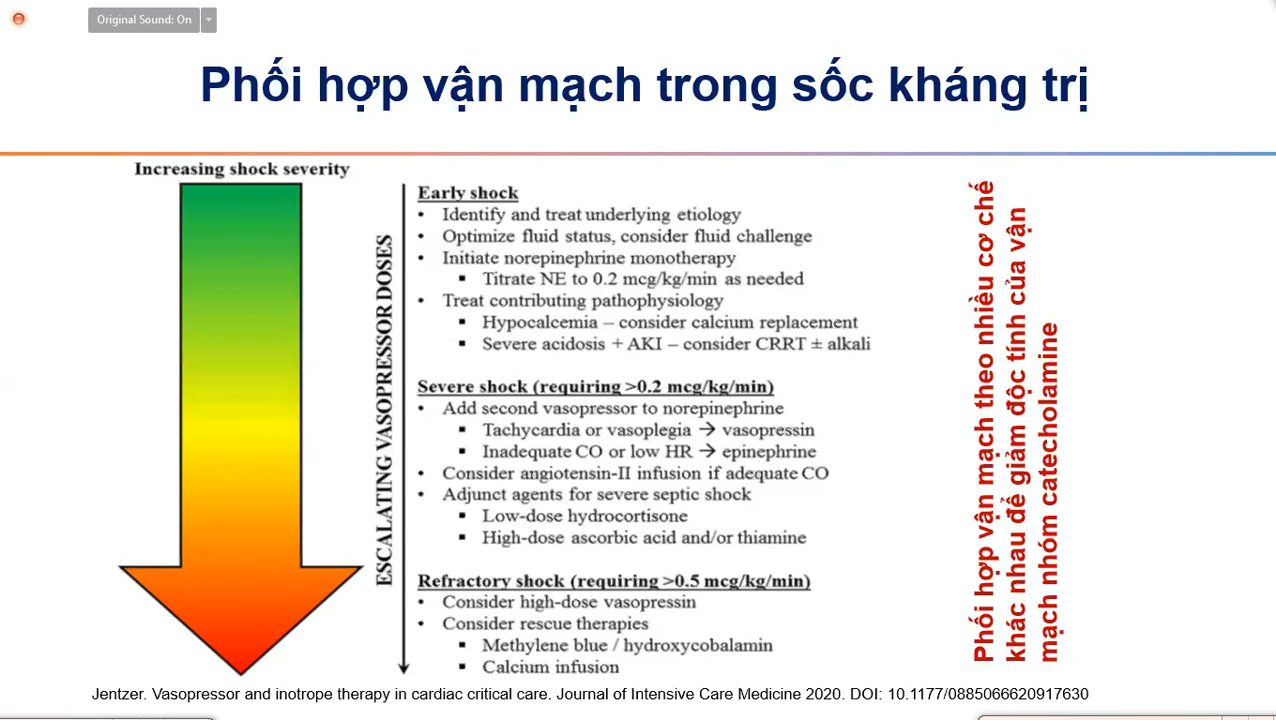 Original Sound: On
Phối hợp vận mạch trong sốc kháng trị
Increasing shock severity
ESCALATING VASOPRESSOR DOSES
Early shock
• Identify and treat underlying etiology
• Optimize fluid status, consider fluid challenge
• Initiate norepinephrine monotherapy
▪ Titrate NE to 0.2 mcg/kg/min as needed
• Treat contributing pathophysiology
▪ Hypocalcemia – consider calcium replacement
▪ Severe acidosis + AKI – consider CRRT ± alkali
Severe shock (requiring >0.2 mcg/kg/min)
• Add second vasopressor to norepinephrine
▪ Tachycardia or vasoplegia → vasopressin
▪ Inadequate CO or low HR → epinephrine
• Consider angiotensin-II infusion if adequate CO
• Adjunct agents for severe septic shock
▪ Low-dose hydrocortisone
▪ High-dose ascorbic acid and/or thiamine
Refractory shock (requiring >0.5 mcg/kg/min)
• Consider high-dose vasopressin
• Consider rescue therapies
▪ Methylene blue / hydroxycobalamin
▪ Calcium infusion
Phối hợp vận mạch theo nhiều cơ chế
khác nhau để giảm độc tính của vận
mạch nhóm catecholamine
Jentzer. Vasopressor and inotrope therapy in cardiac critical care. Journal of Intensive Care Medicine 2020. DOI: 10.1177/0885066620917630